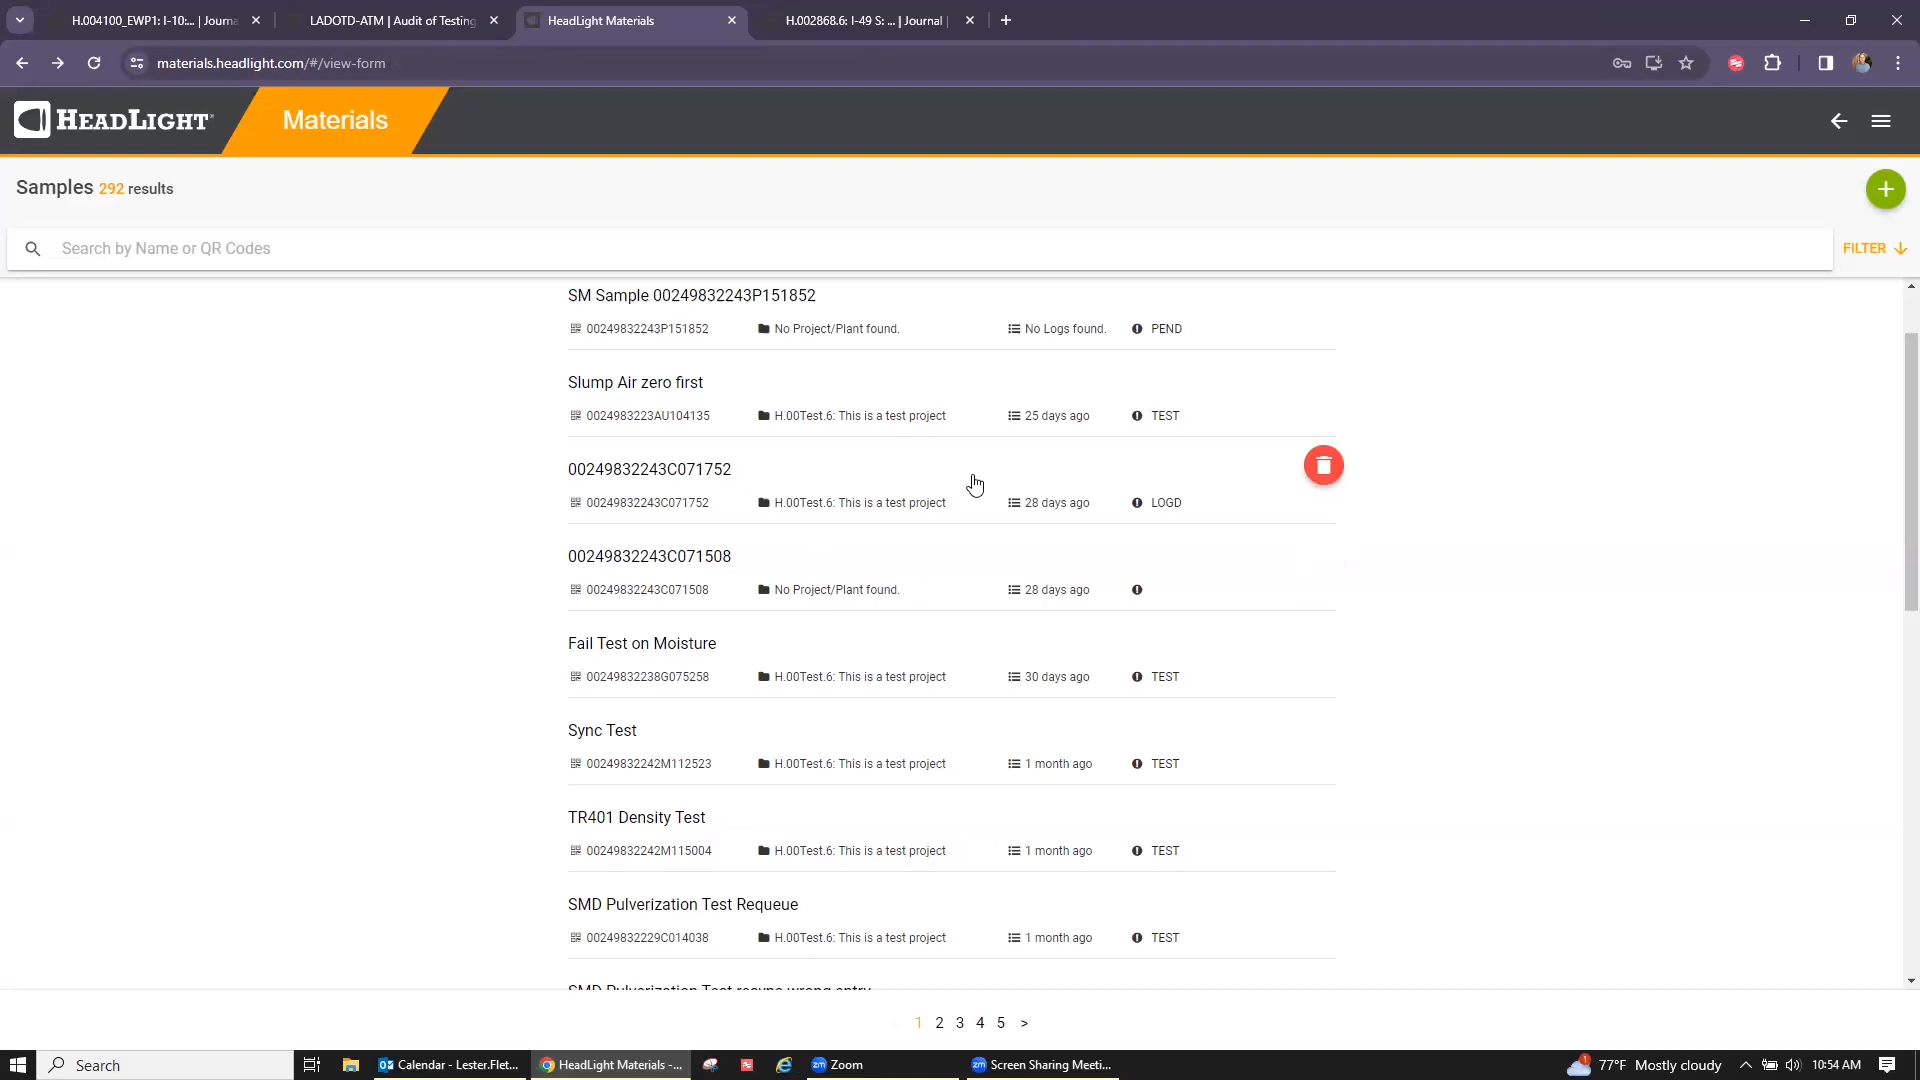 H.004100_EWP1: I-10:... | Journa
LADOTD-ATM | Audit of Testing
HeadLight Materials
H.002868.6: I-49 S: ... | Journal |
materials.headlight.com/#/view-form
HEADLIGHT
Materials
Samples 292 results
Search by Name or QR Codes
FILTER
SM Sample 00249832243P151852
00249832243P151852 No Project/Plant found. No Logs found. PEND
Slump Air zero first
0024983223AU104135 H.00Test.6: This is a test project 25 days ago TEST
00249832243C071752
00249832243C071752 H.00Test.6: This is a test project 28 days ago LOGD
00249832243C071508
00249832243C071508 No Project/Plant found. 28 days ago
Fail Test on Moisture
00249832238G075258 H.00Test.6: This is a test project 30 days ago TEST
Sync Test
00249832242M112523 H.00Test.6: This is a test project 1 month ago TEST
TR401 Density Test
00249832242M115004 H.00Test.6: This is a test project 1 month ago TEST
SMD Pulverization Test Requeue
00249832229C014038 H.00Test.6: This is a test project 1 month ago TEST
SMD Pulverization Test resync wrong entry
1 2 3 4 5 >
Search
Calendar - Lester.Flet...
HeadLight Materials -...
Zoom
Screen Sharing Meeti...
1
77°F Mostly cloudy
10:54 AM